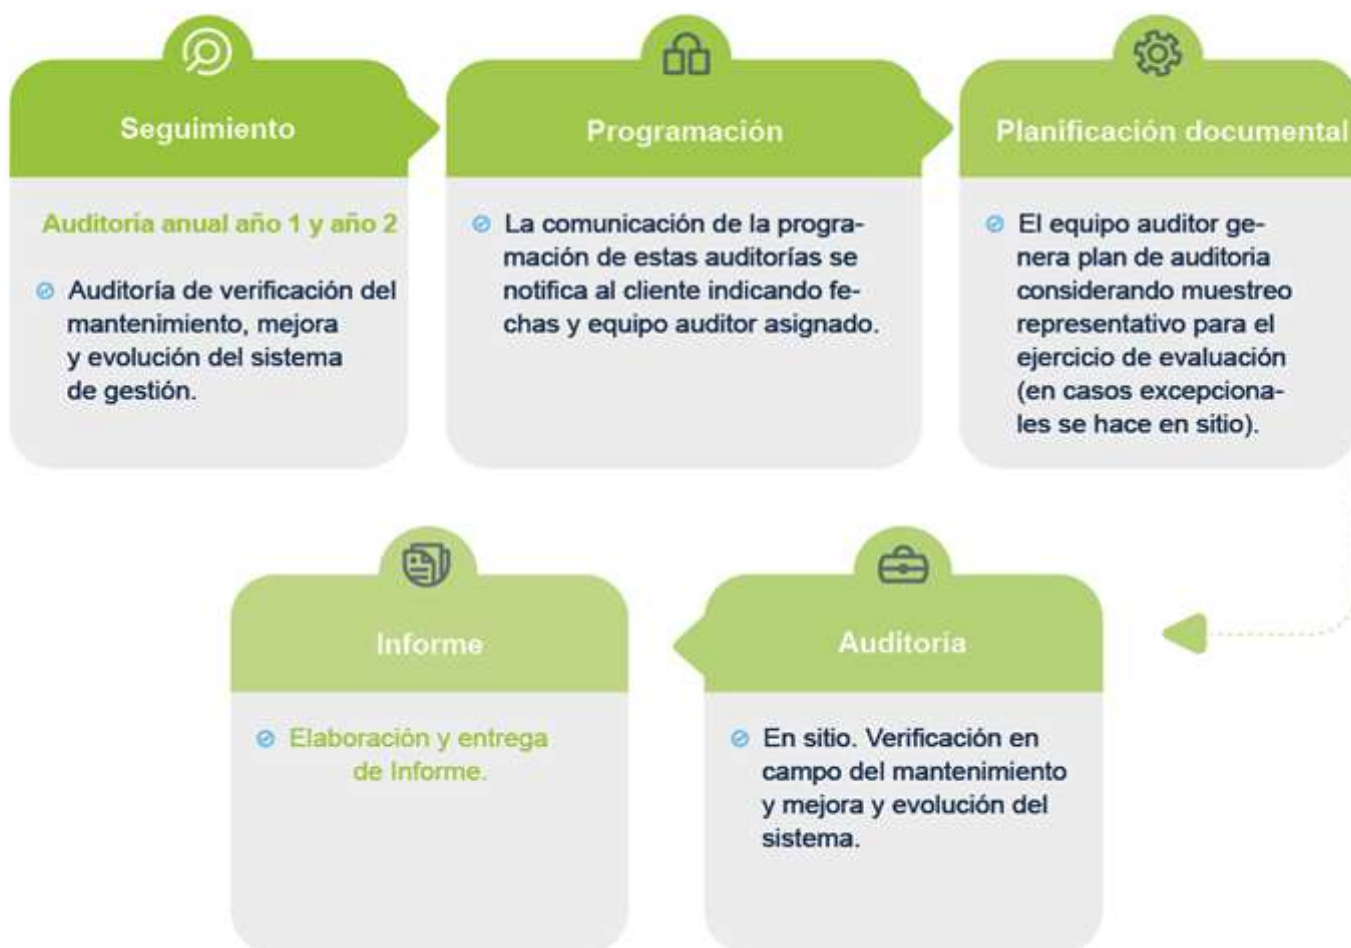 Seguimiento
Auditoría anual año 1 y año 2
Auditoría de verificación del
mantenimiento, mejora
y evolución del sistema
de gestión.
Programación
La comunicación de la progra-
mación de estas auditorías se
notifica al cliente indicando fe-
chas y equipo auditor asignado.
Planificación documental
El equipo auditor ge-
nera plan de auditoria
considerando muestreo
representativo para el
ejercicio de evaluación
(en casos excepciona-
les se hace en sitio).
Auditoría
En sitio. Verificación en
campo del mantenimiento
y mejora y evolución del
sistema.
Informe
Elaboración y entrega
de Informe.